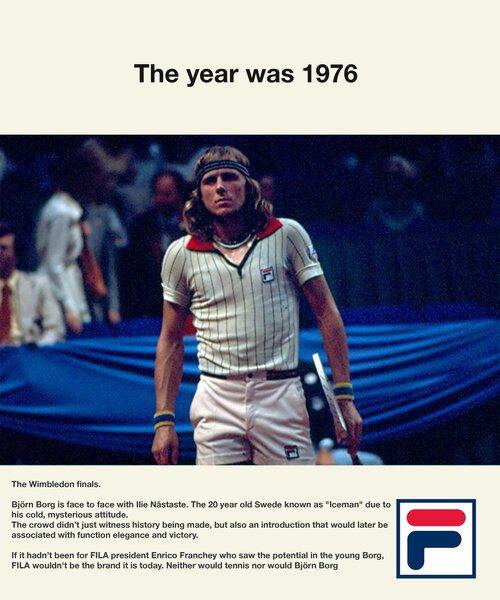 The year was 1976
The Wimbledon finals.
Björn Borg is face to face with Ilie Nästaste. The 20 year old Swede known as "Iceman" due to
his cold, mysterious attitude.
The crowd didn't just witness history being made, but also an introduction that would later be
associated with function elegance and victory.
If it hadn't been for FILA president Enrico Franchey who saw the potential in the young Borg,
FILA wouldn't be the brand it is today. Neither would tennis nor would Björn Borg